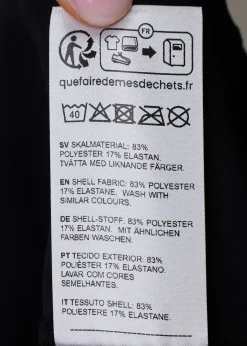 FR
quefairedemesdechets.fr
40
SV SKALMATERIAL: 83%
POLYESTER 17% ELASTAN.
TVÄTTA MED LIKNANDE FÄRGER.
EN SHELL FABRIC: 83% POLYESTER
17% ELASTANE. WASH WITH
SIMILAR COLOURS.
DE SHELL-STOFF: 83% POLYESTER
17% ELASTAN. MIT ÄHNLICHEN
FARBEN WASCHEN.
PT TECIDO EXTERIOR: 83%
POLIÉSTER 17% ELASTANO.
LAVAR COM CORES
SEMELHANTES.
IT TESSUTO SHELL: 83%
POLIESTERE 17% ELASTANE.